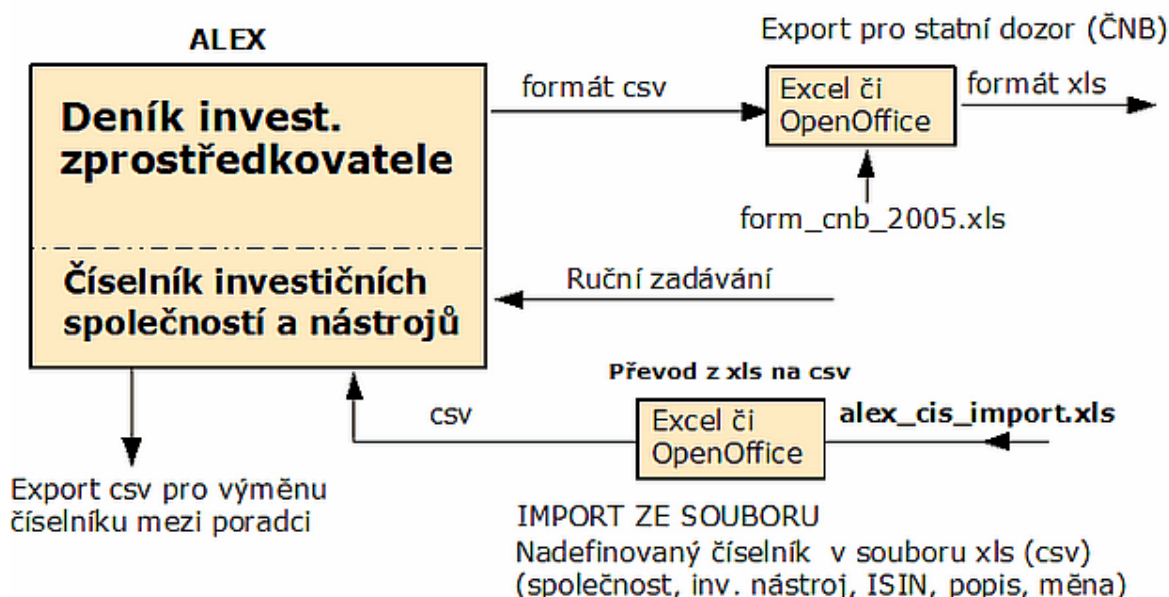 ALEX
Export pro statní dozor (ČNB)
Deník invest.
zprostředkovatele
formát csv
Excel či
OpenOffice
formát xls
form_cnb_2005.xls
Číselník investičních
společností a nástrojů
Ruční zadávání
Převod z xls na csv
csv
Excel či
OpenOffice
alex_cis_import.xls
Export csv pro výměnu
číselníku mezi poradci
IMPORT ZE SOUBORU
Nadefinovaný číselník v souboru xls (csv)
(společnost, inv. nástroj, ISIN, popis, měna)